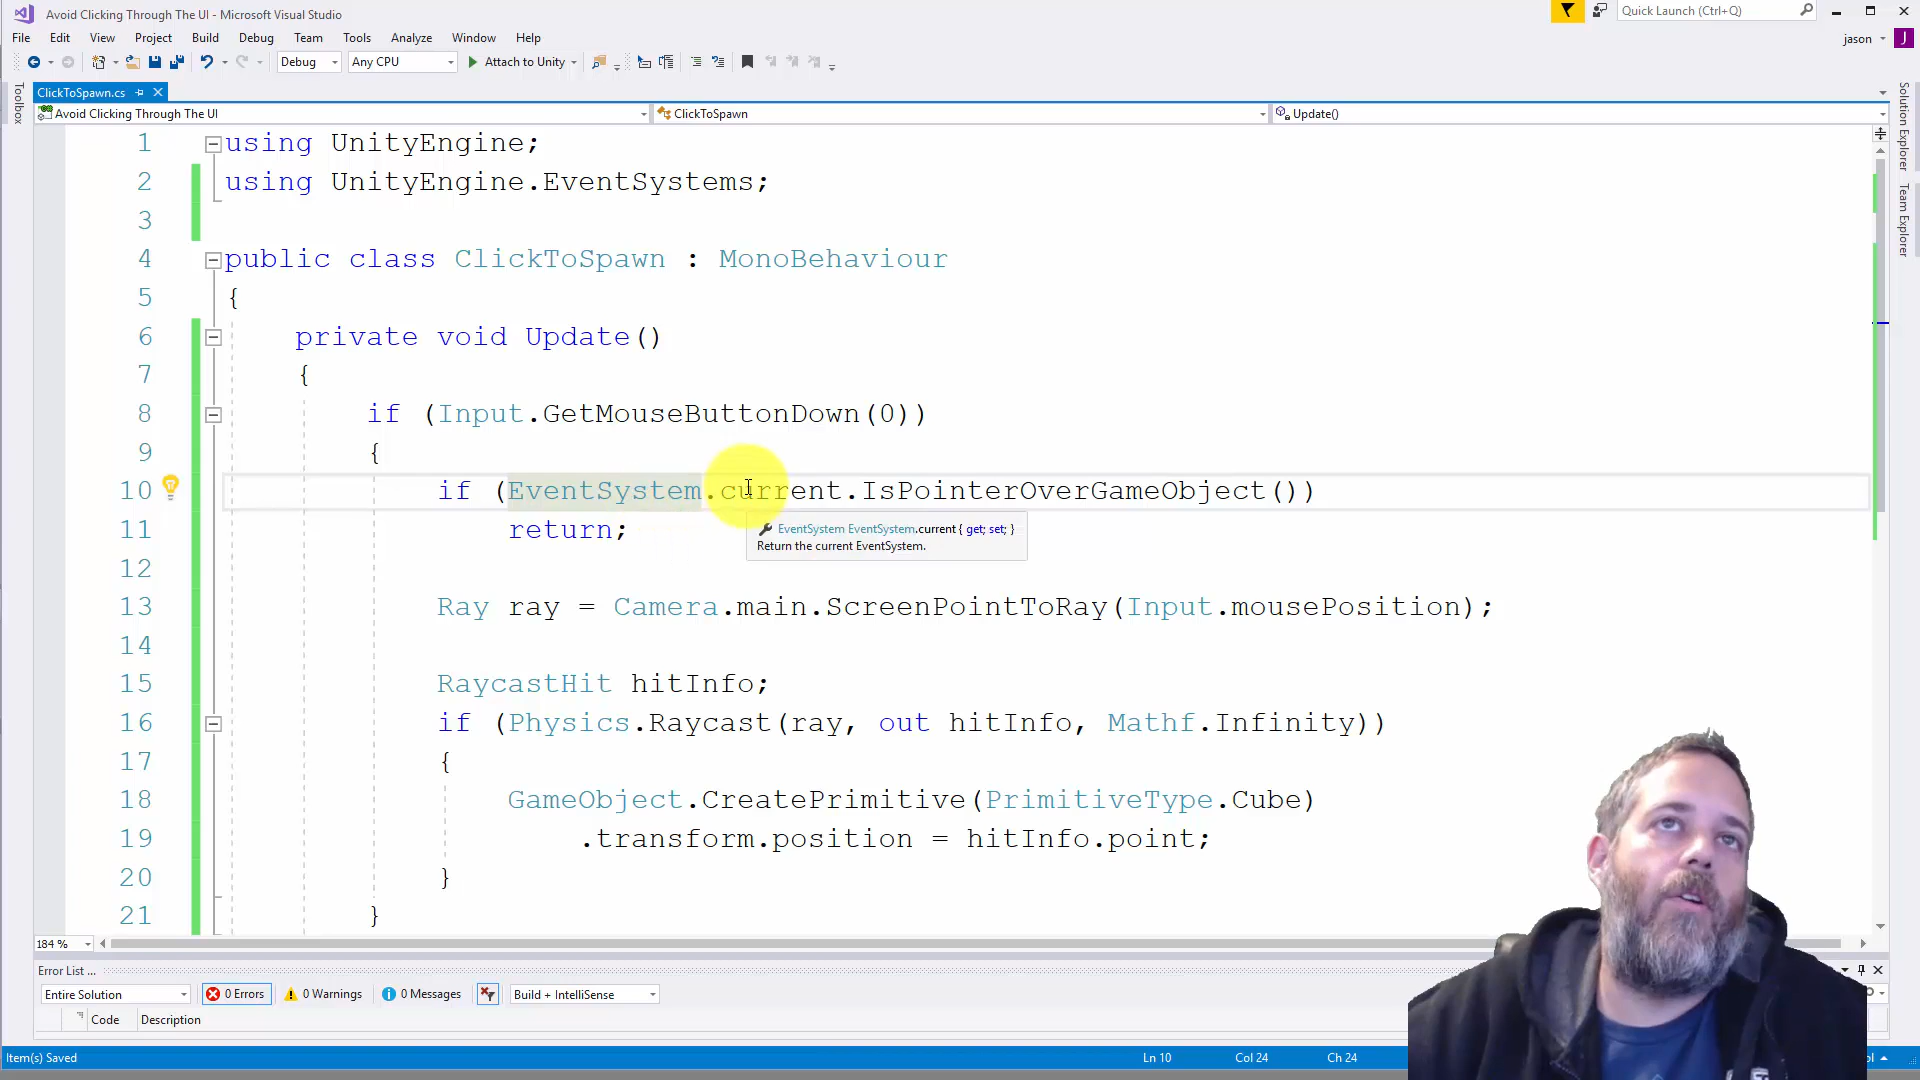 Avoid Clicking Through The UI - Microsoft Visual Studio
Quick Launch (Ctrl+Q)
File Edit View Project Build Debug Team Tools Analyze Window Help
jason J
Debug Any CPU Attach to Unity
Toolbox
ClickToSpawn.cs
Avoid Clicking Through The UI ClickToSpawn Update()
Solution Explorer
Team Explorer
1 using UnityEngine;
2 using UnityEngine.EventSystems;
3
4 public class ClickToSpawn : MonoBehaviour
5 {
6 private void Update()
7 {
8 if (Input.GetMouseButtonDown(0))
9 {
10 if (EventSystem.current.IsPointerOverGameObject())
11 return;
EventSystem EventSystem.current { get; set; }
Return the current EventSystem.
12
13 Ray ray = Camera.main.ScreenPointToRay(Input.mousePosition);
14
15 RaycastHit hitInfo;
16 if (Physics.Raycast(ray, out hitInfo, Mathf.Infinity))
17 {
18 GameObject.CreatePrimitive(PrimitiveType.Cube)
19 .transform.position = hitInfo.point;
20 }
21 }
184 %
Error List ...
Entire Solution 0 Errors 0 Warnings 0 Messages Build + IntelliSense
Code Description
Item(s) Saved Ln 10 Col 24 Ch 24